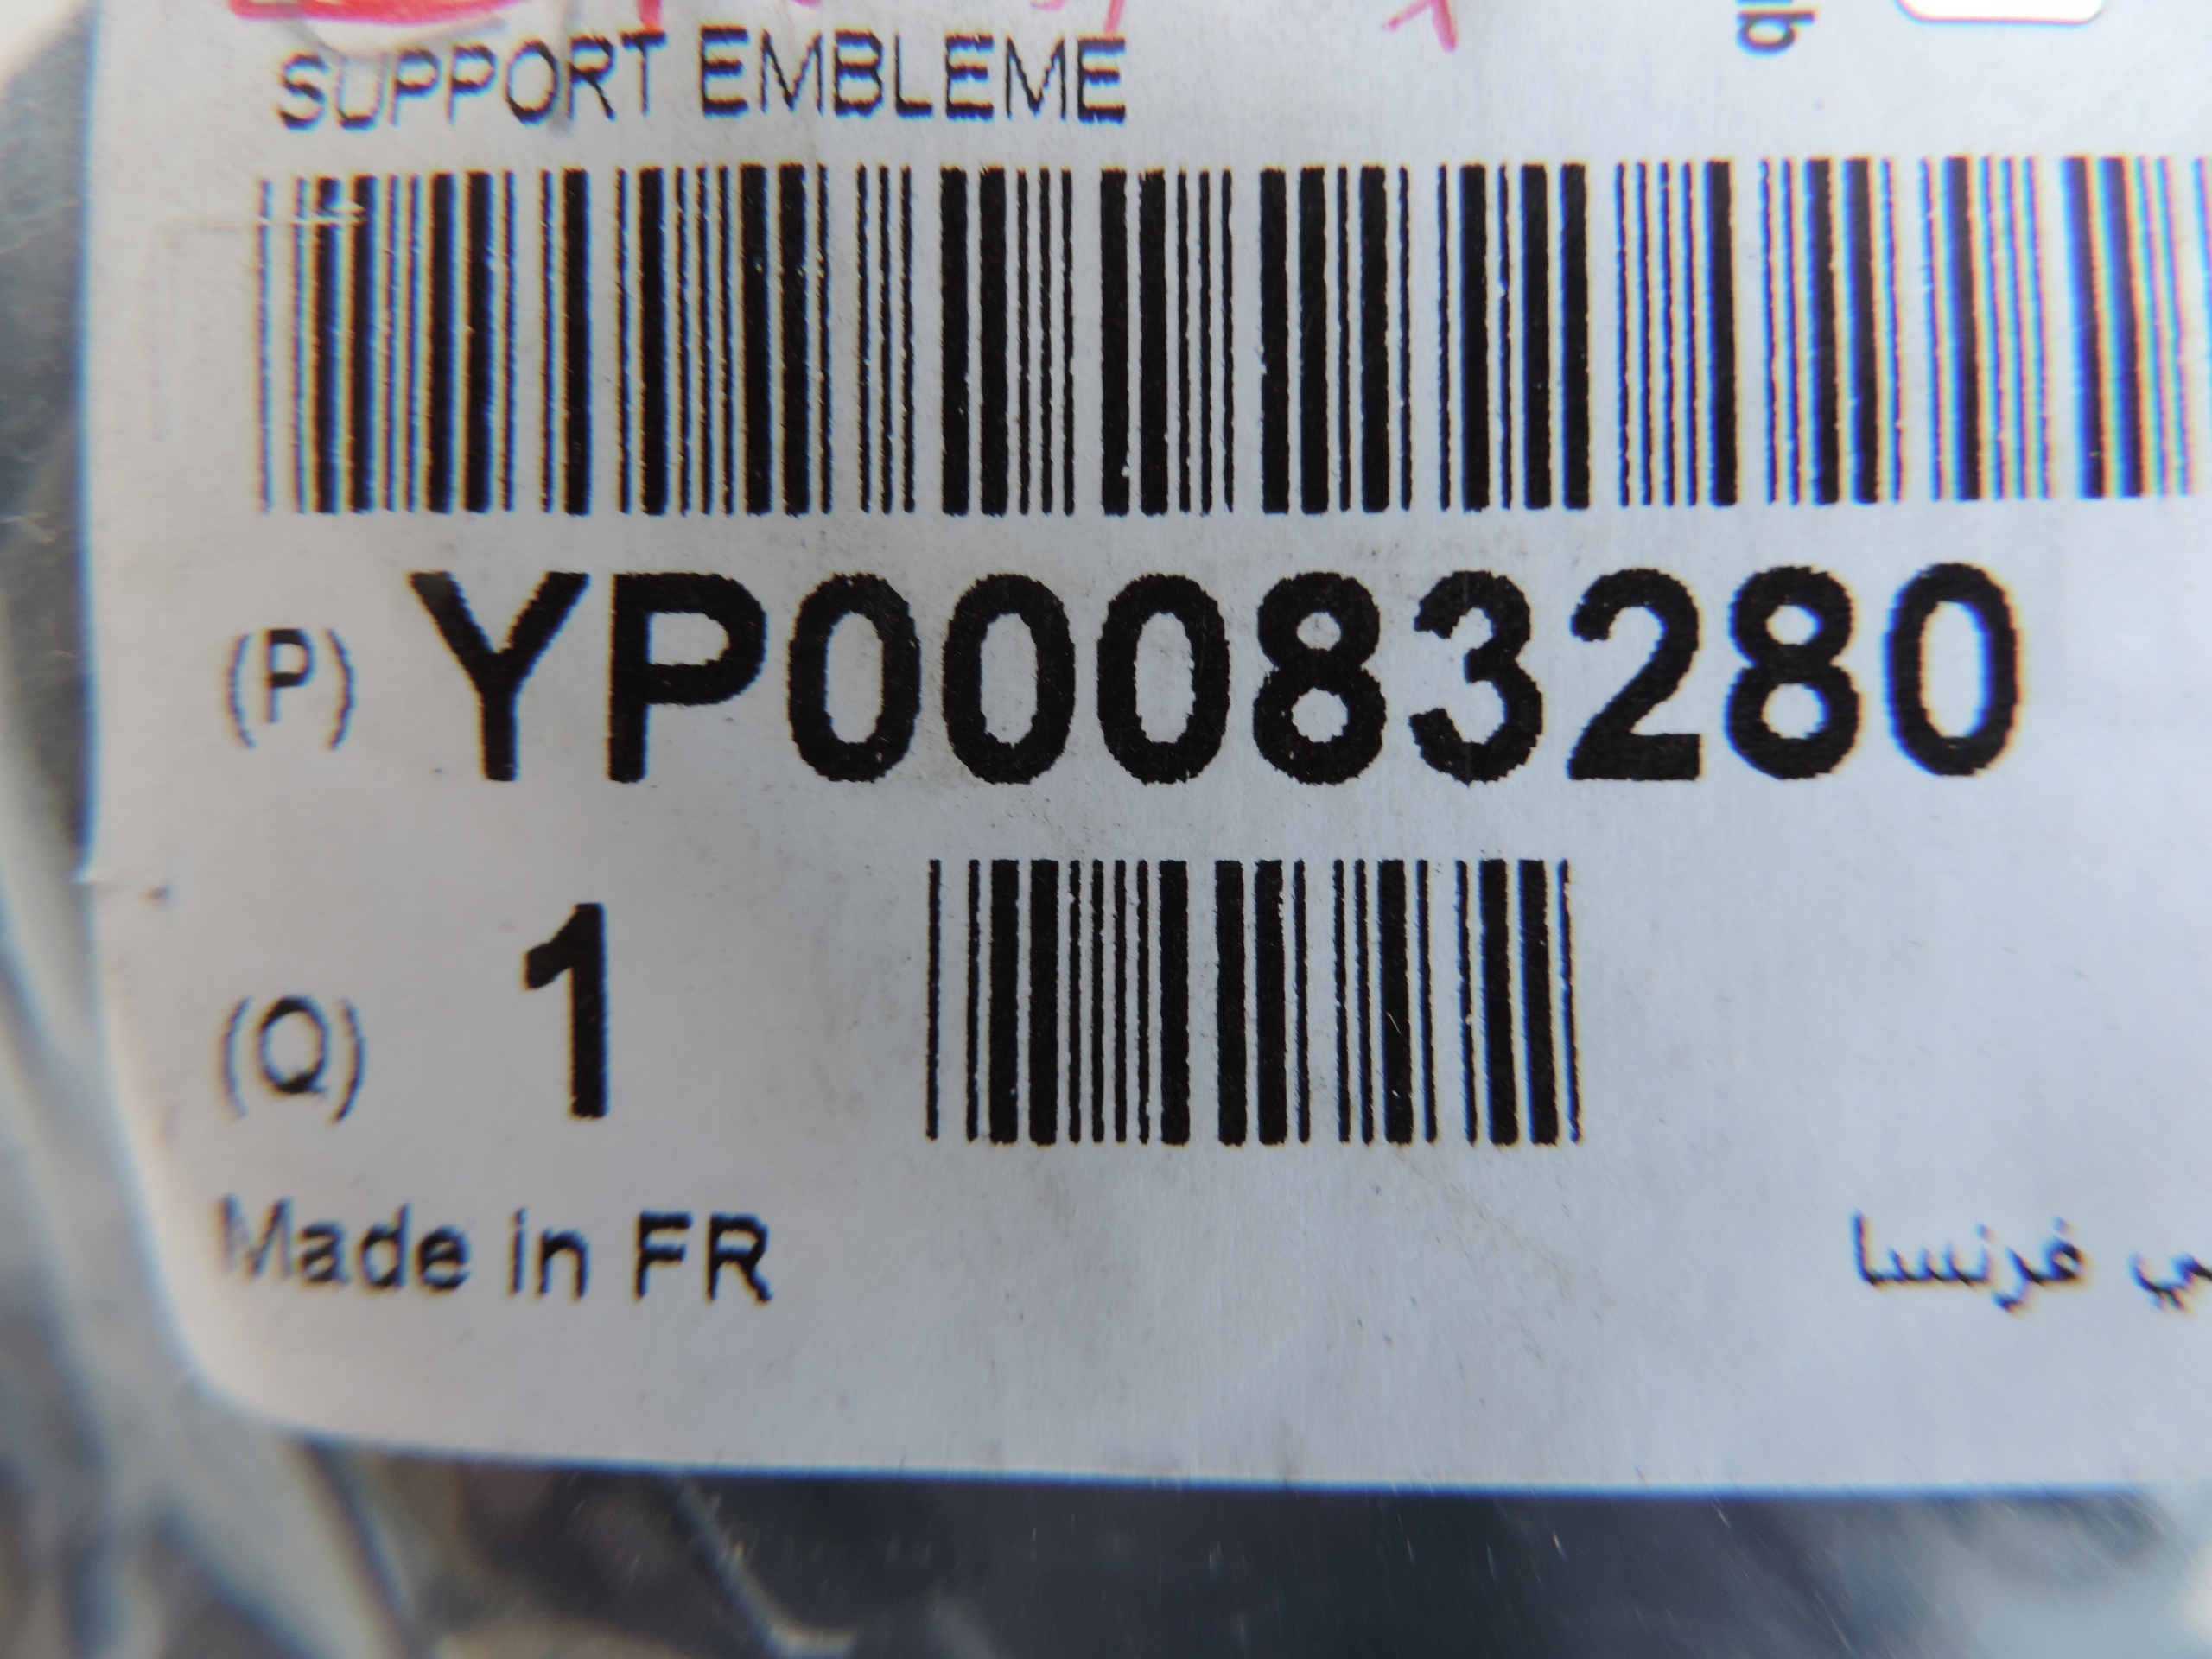 SUPPORT EMBLEME
(P) YP00083280
(Q) 1
Made in FR
فرنسا